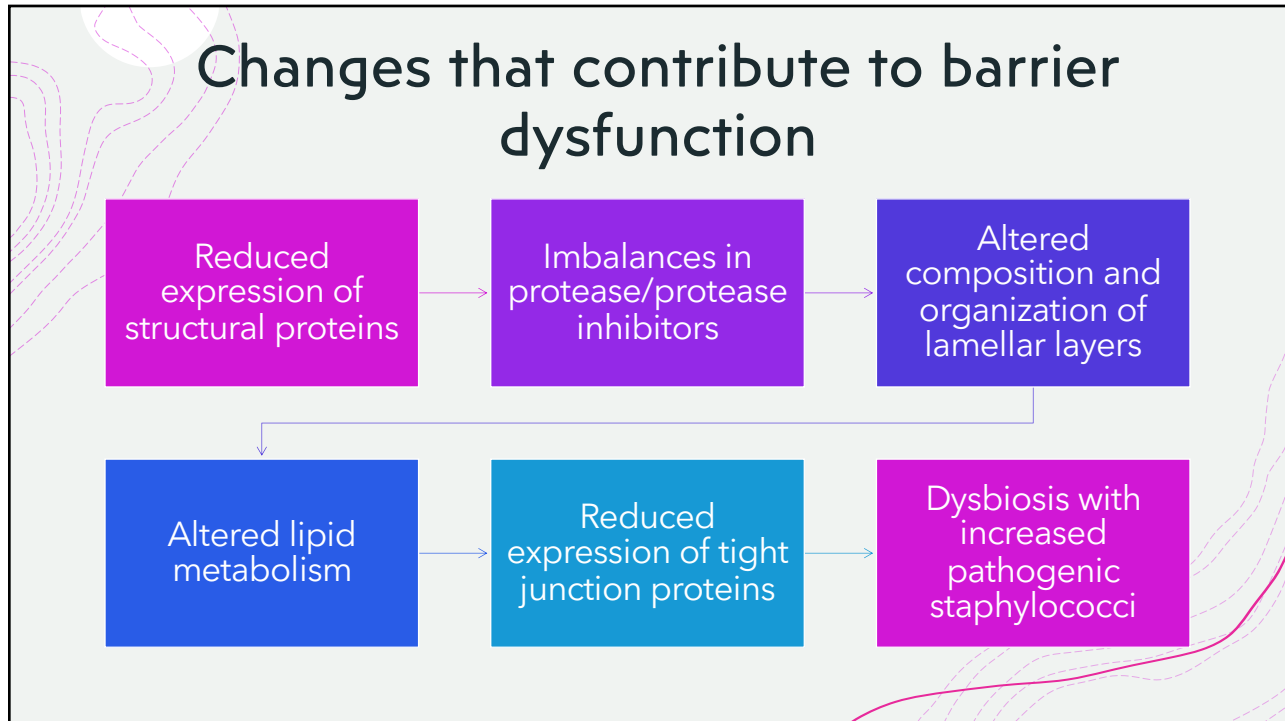 Changes that contribute to barrier
dysfunction
Reduced
expression of
structural proteins
Imbalances in
protease/protease
inhibitors
Altered
composition and
organization of
lamellar layers
Altered lipid
metabolism
Reduced
expression of tight
junction proteins
Dysbiosis with
increased
pathogenic
staphylococci